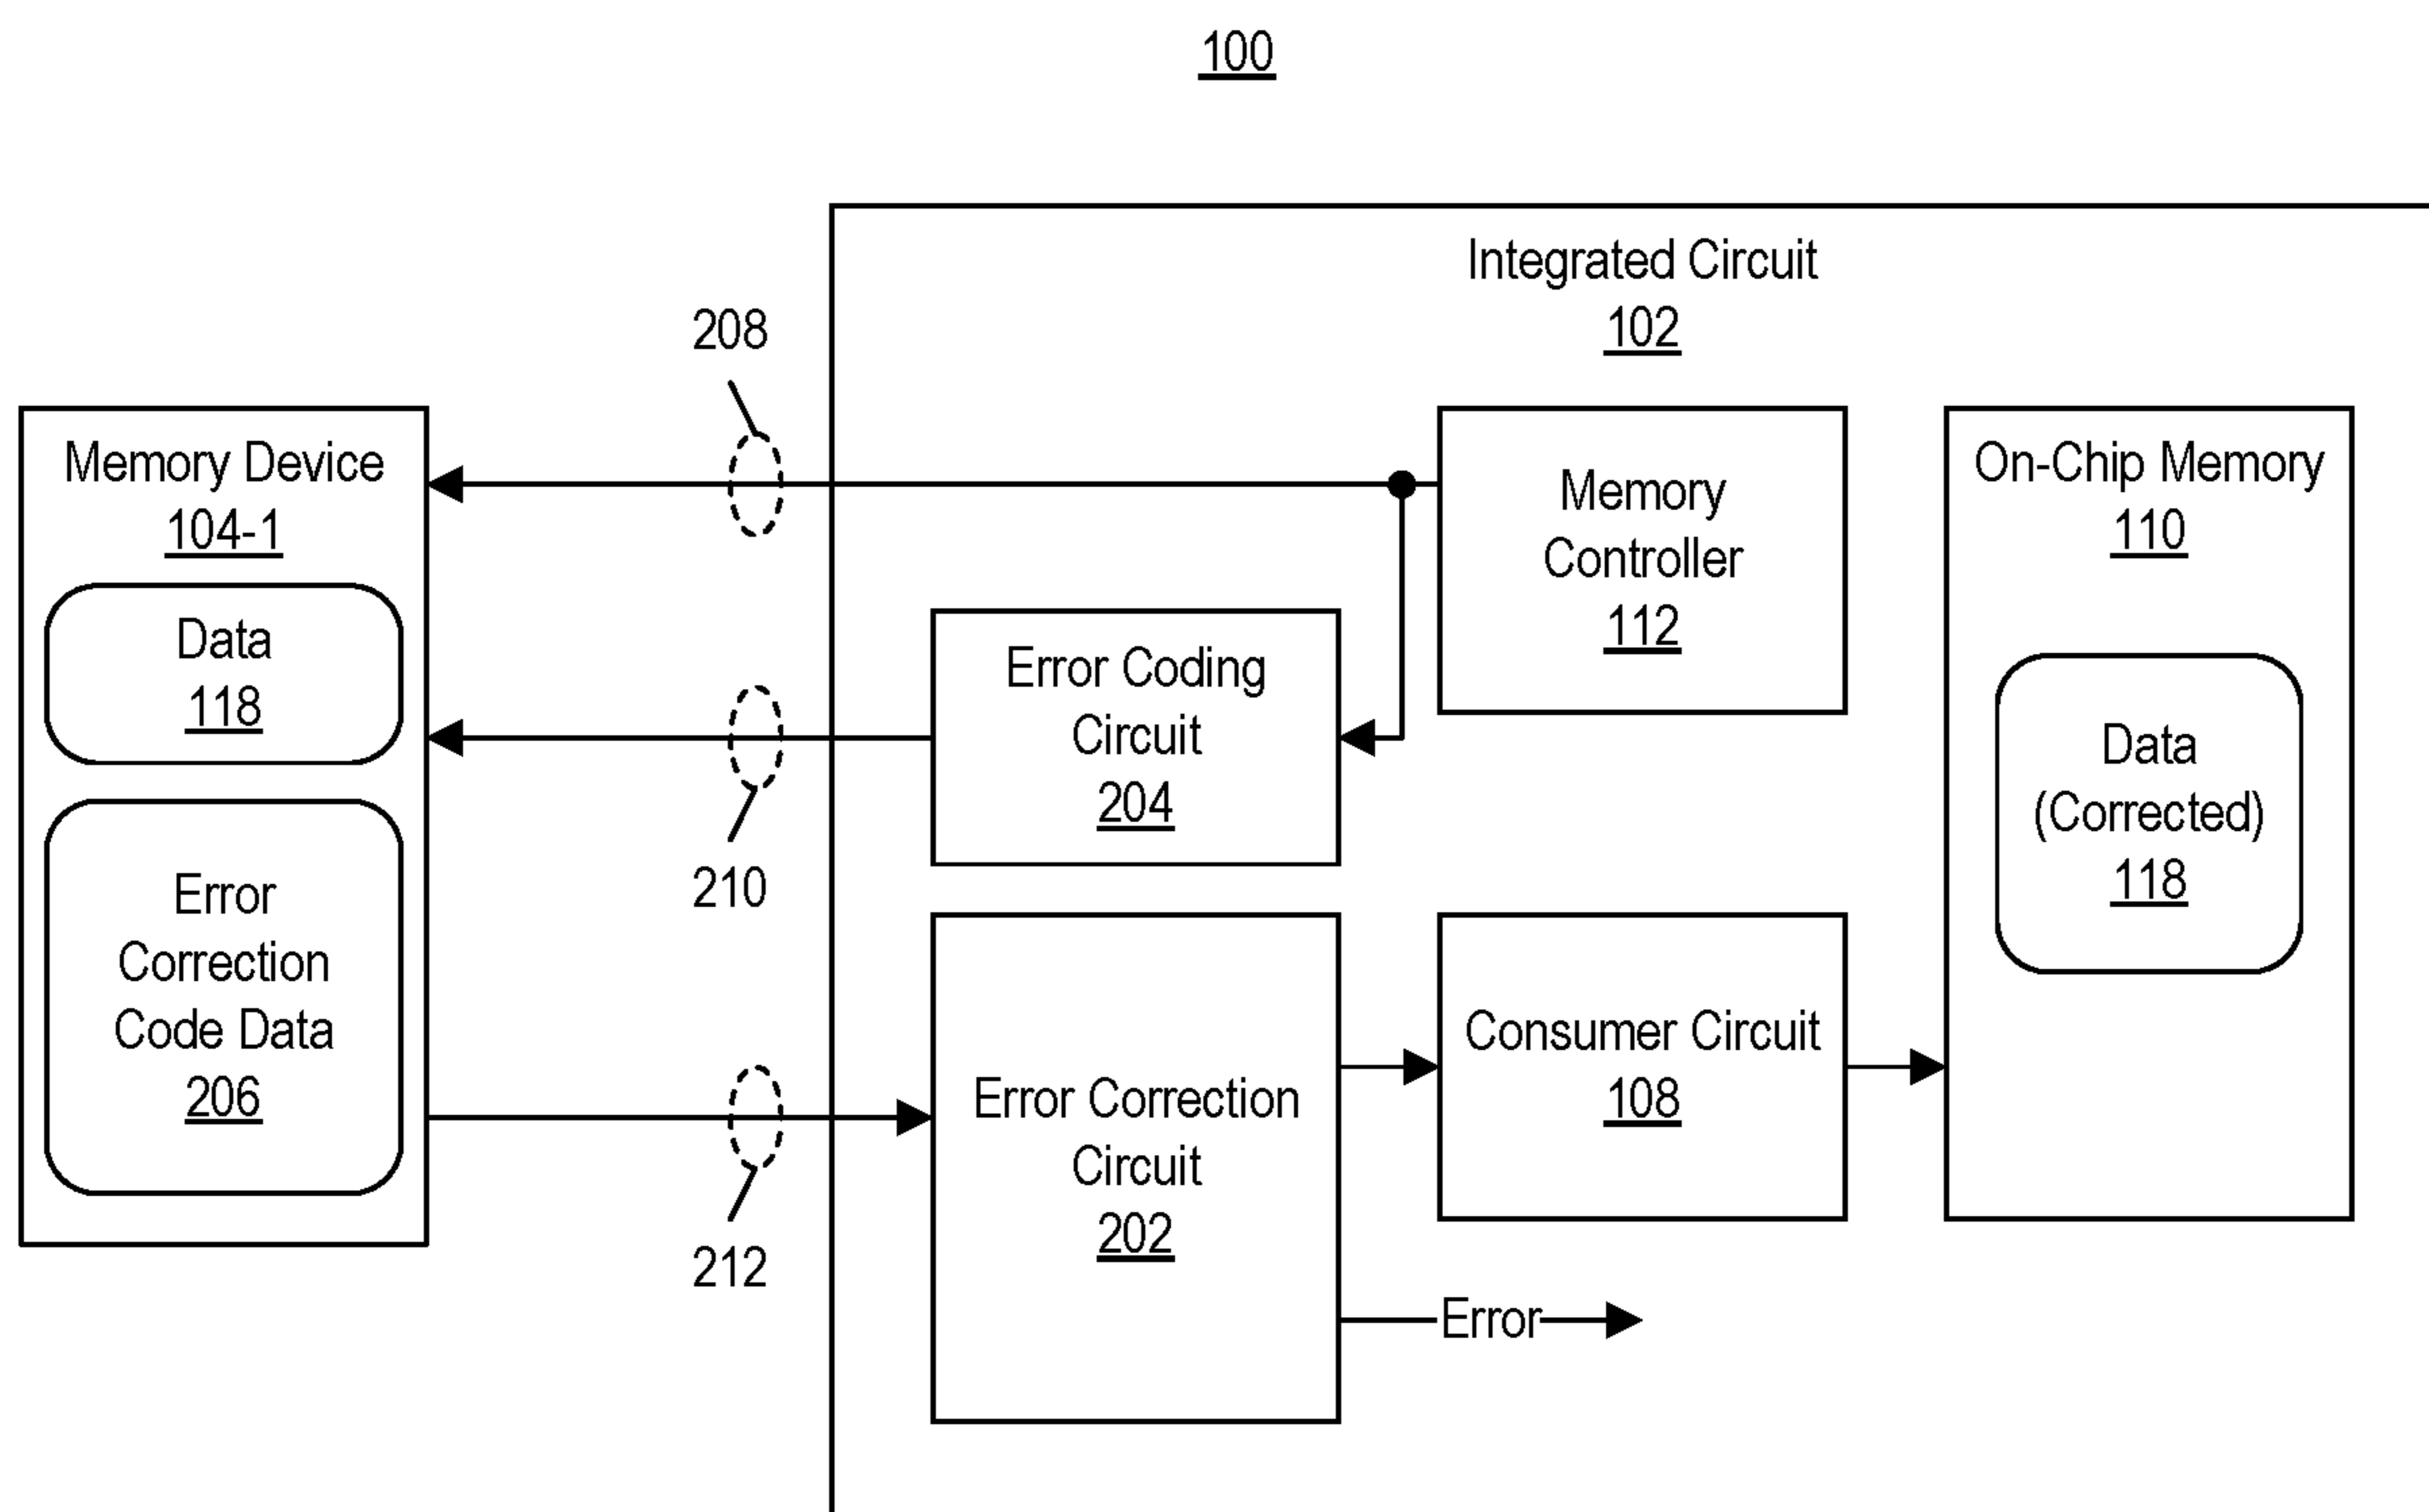 100
Integrated Circuit
102
208
Memory Device
104-1
Data
118
Error
Correction
Code Data
206
210
212
Memory
Controller
112
Error Coding
Circuit
204
Error Correction
Circuit
202
Consumer Circuit
108
Error
On-Chip Memory
110
Data
(Corrected)
118